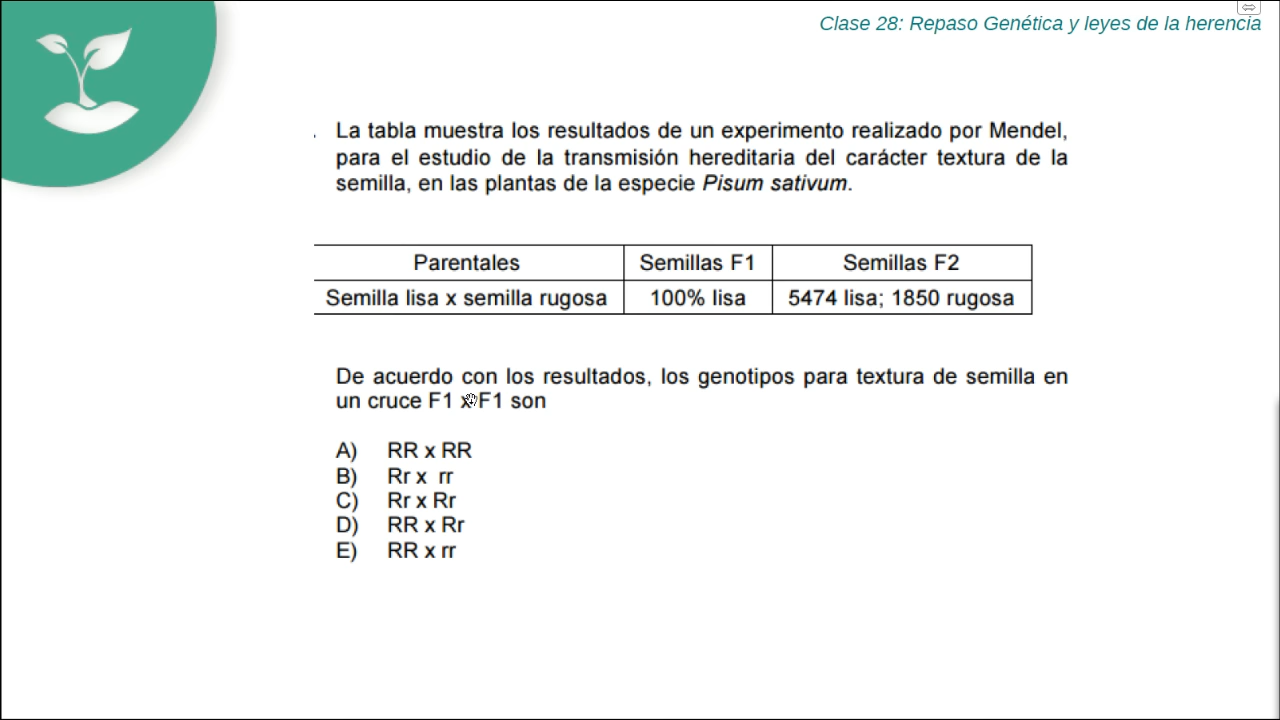 Clase 28: Repaso Genética y leyes de la herencia
. La tabla muestra los resultados de un experimento realizado por Mendel,
para el estudio de la transmisión hereditaria del carácter textura de la
semilla, en las plantas de la especie Pisum sativum.
Parentales Semillas F1 Semillas F2
Semilla lisa x semilla rugosa 100% lisa 5474 lisa; 1850 rugosa
De acuerdo con los resultados, los genotipos para textura de semilla en
un cruce F1 x F1 son
A) RR x RR
B) Rr x rr
C) Rr x Rr
D) RR x Rr
E) RR x rr